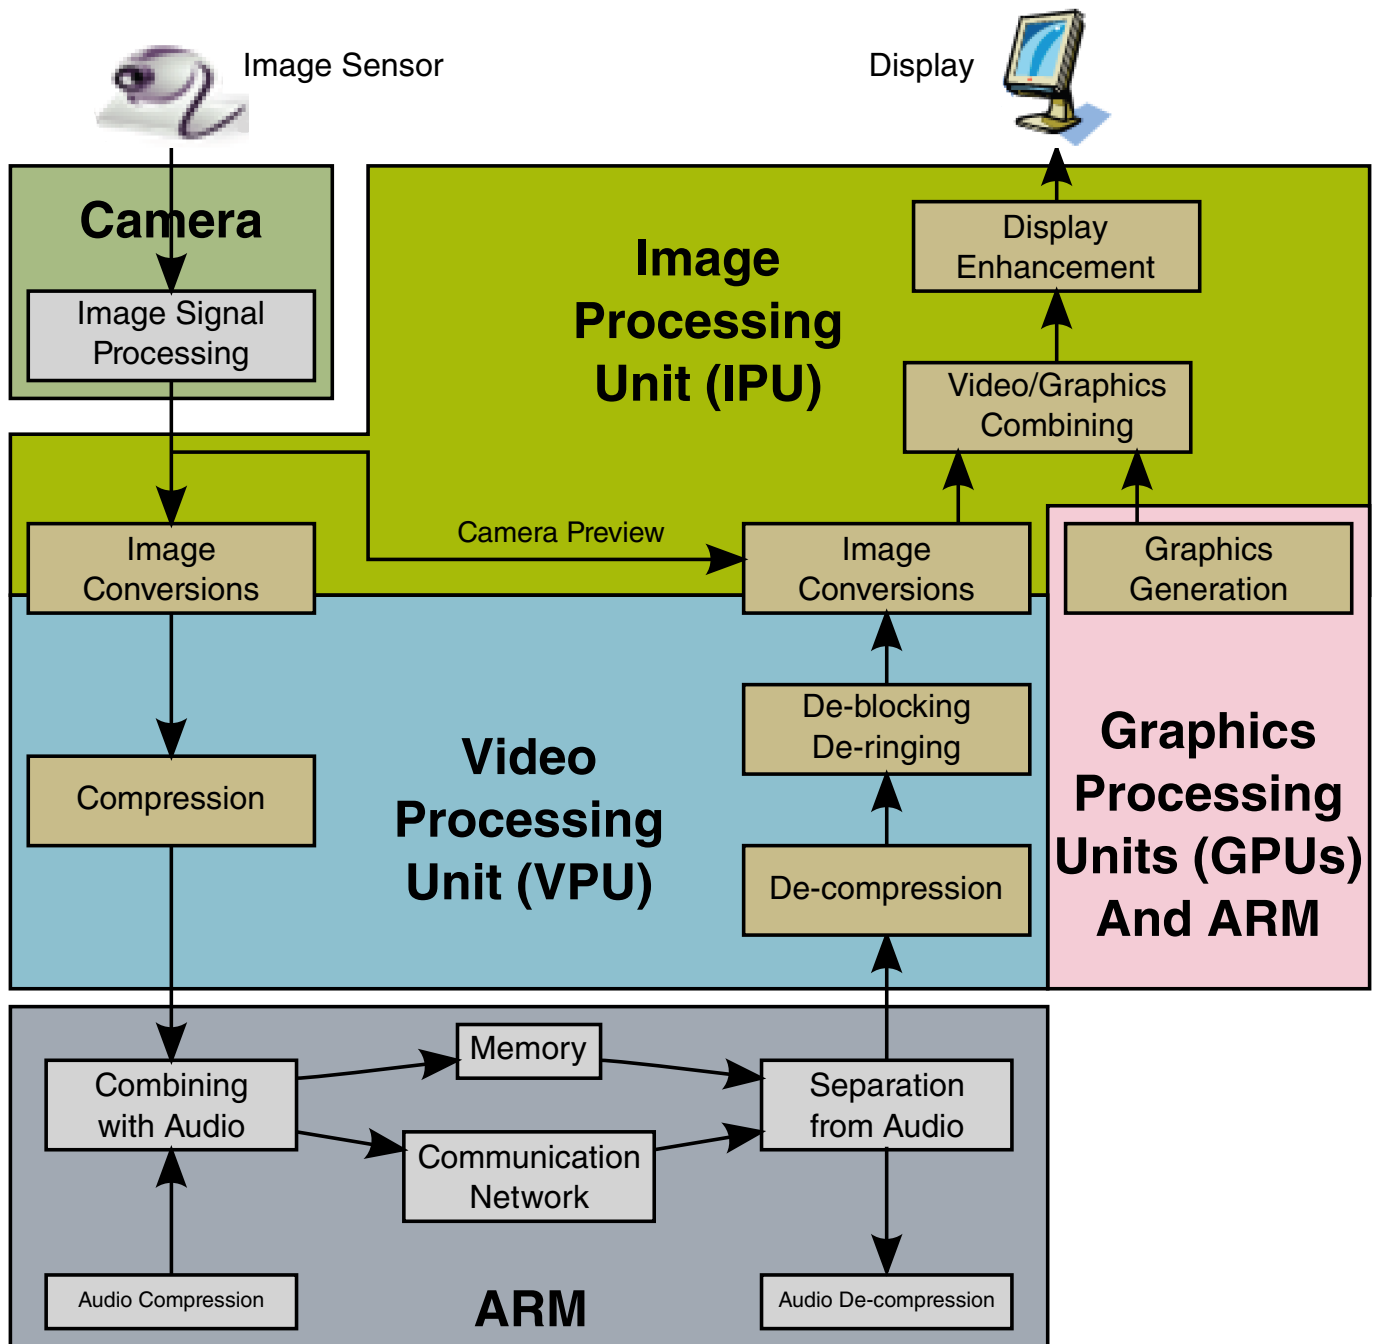 Image Sensor
Display
Camera
Image Signal
Processing
Image
Processing
Unit (IPU)
Display
Enhancement
Video/Graphics
Combining
Image
Conversions
Camera Preview
Image
Conversions
Graphics
Generation
Compression
Video
Processing
Unit (VPU)
De-blocking
De-ringing
De-compression
Graphics
Processing
Units (GPUs)
And ARM
Combining
with Audio
Memory
Communication
Network
Separation
from Audio
Audio Compression
ARM
Audio De-compression